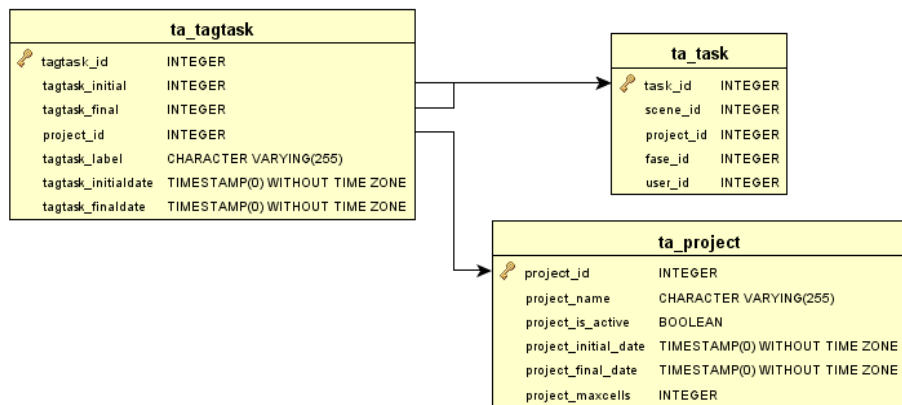 ta_tagtask
tagtask_id INTEGER
tagtask_initial INTEGER
tagtask_final INTEGER
project_id INTEGER
tagtask_label CHARACTER VARYING(255)
tagtask_initialdate TIMESTAMP(0) WITHOUT TIME ZONE
tagtask_finaldate TIMESTAMP(0) WITHOUT TIME ZONE
ta_task
task_id INTEGER
scene_id INTEGER
project_id INTEGER
fase_id INTEGER
user_id INTEGER
ta_project
project_id INTEGER
project_name CHARACTER VARYING(255)
project_is_active BOOLEAN
project_initial_date TIMESTAMP(0) WITHOUT TIME ZONE
project_final_date TIMESTAMP(0) WITHOUT TIME ZONE
project_maxcells INTEGER